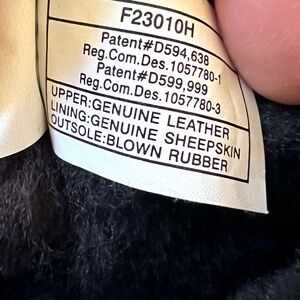 F23010H
Patent#D594,638
Reg.Com.Des.1057780-1
Patent#D599,999
Reg.Com.Des.1057780-3
UPPER:GENUINE LEATHER
LINING:GENUINE SHEEPSKIN
OUTSOLE:BLOWN RUBBER